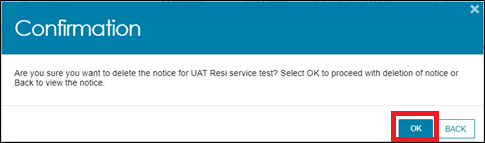 Confirmation
Are you sure you want to delete the notice for UAT Resi service test? Select OK to proceed with deletion of notice or
Back to view the notice.
OK BACK